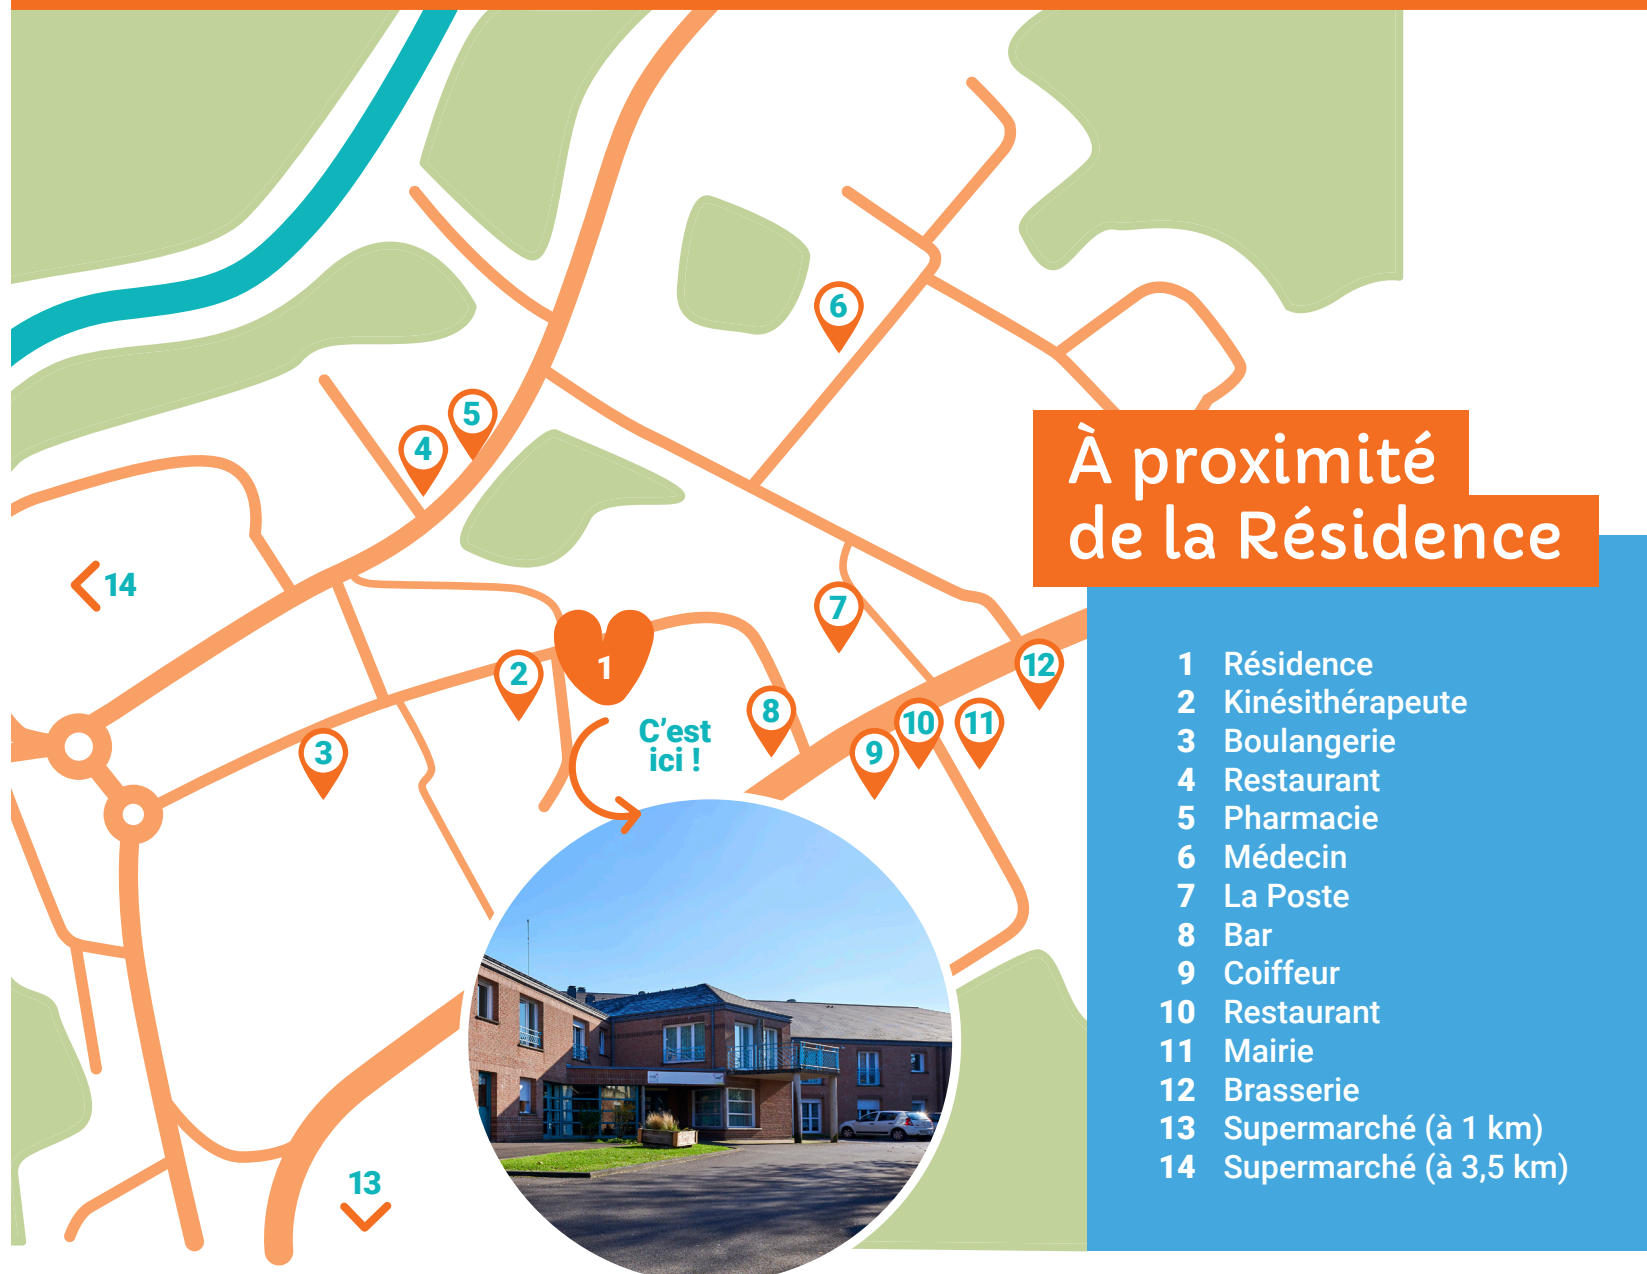 6
5
4
À proximité
de la Résidence
14
7
1
2
12
8
10
11
9
3
C’est
ici !
13
1 Résidence
2 Kinésithérapeute
3 Boulangerie
4 Restaurant
5 Pharmacie
6 Médecin
7 La Poste
8 Bar
9 Coiffeur
10 Restaurant
11 Mairie
12 Brasserie
13 Supermarché (à 1 km)
14 Supermarché (à 3,5 km)